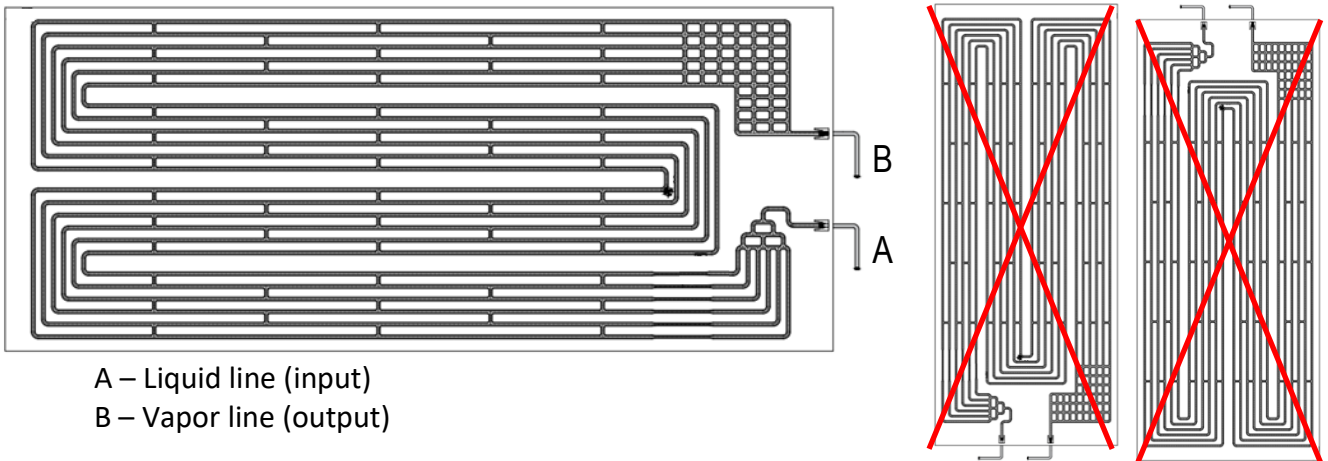 B
A
A – Liquid line (input)
B – Vapor line (output)